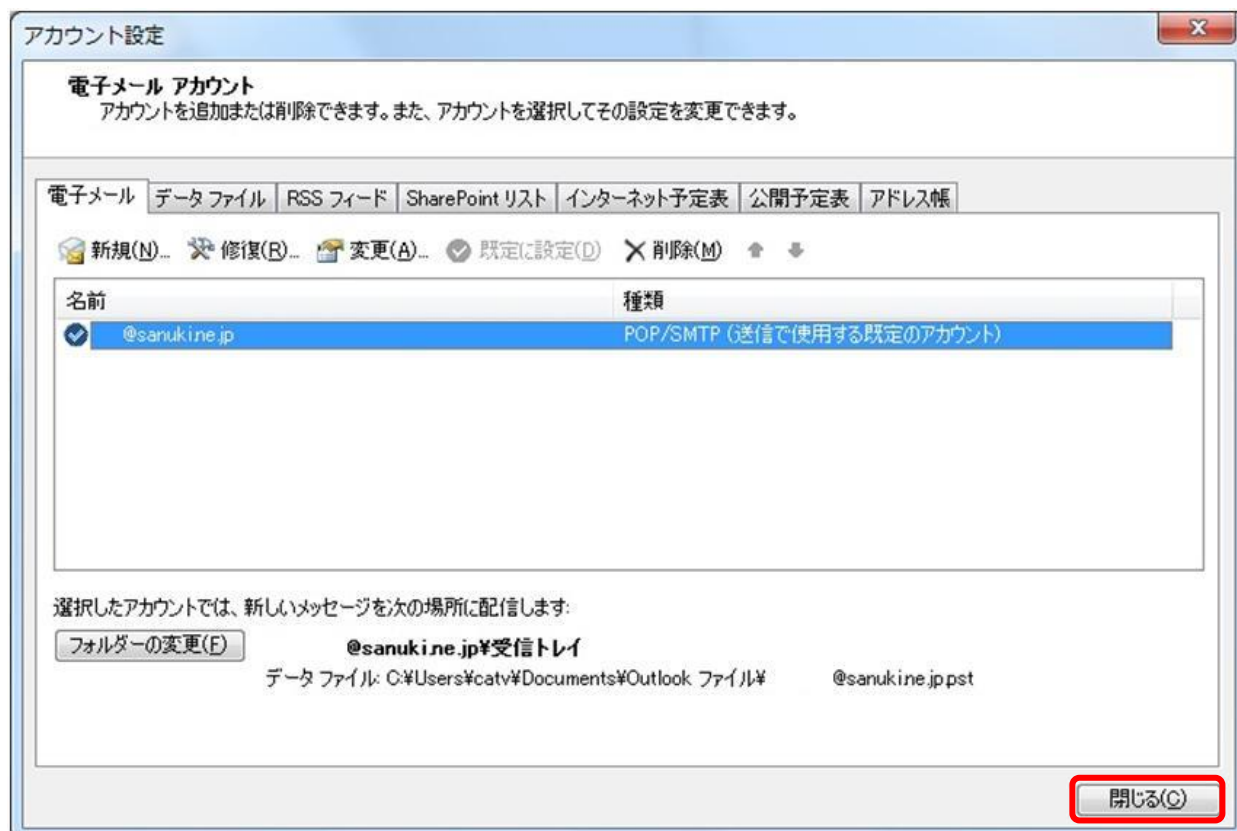 アカウント設定
電子メール アカウント
アカウントを追加または削除できます。また、アカウントを選択してその設定を変更できます。
電子メール データ ファイル RSS フィード SharePoint リスト インターネット予定表 公開予定表 アドレス帳
新規(N)... 修復(R)... 変更(A)... 既定に設定(D) 削除(M)
名前 種類
@sanuki.ne.jp POP/SMTP (送信で使用する既定のアカウント)
選択したアカウントでは、新しいメッセージを次の場所に配信します:
フォルダーの変更(F) @sanuki.ne.jp¥受信トレイ
データ ファイル: C:¥Users¥catv¥Documents¥Outlook ファイル¥ @sanuki.ne.jp.pst
閉じる(C)